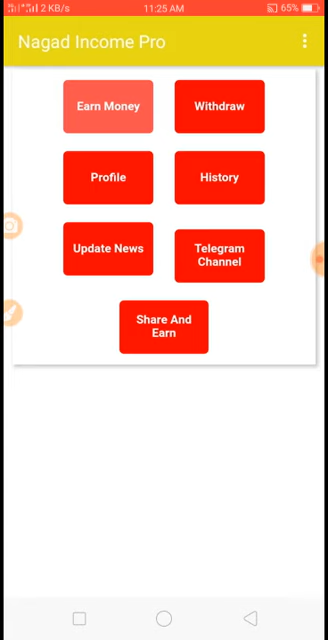 2 KB/s 11:25 AM 65%
Nagad Income Pro
Earn Money
Withdraw
Profile
History
Update News
Telegram
Channel
Share And
Earn